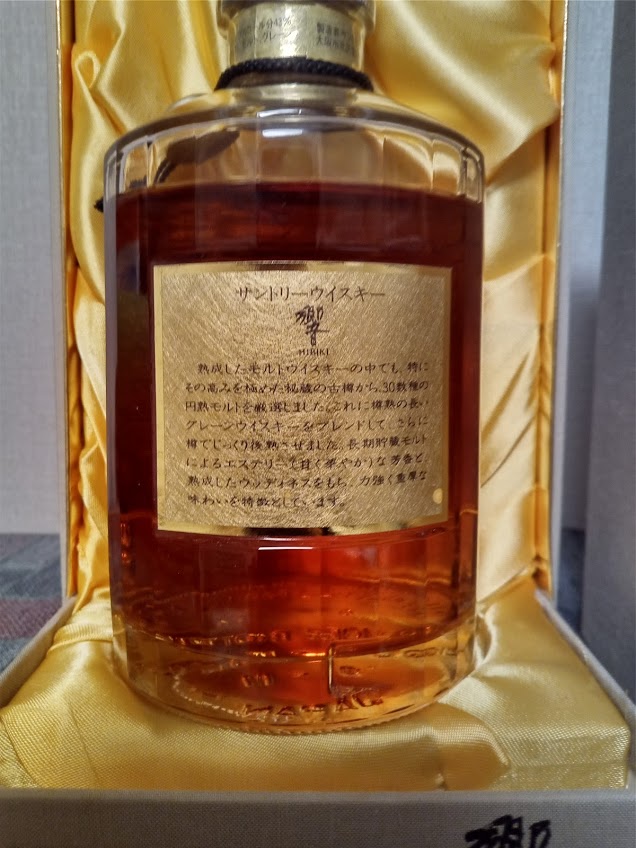 サントリーウイスキー
響
HIBIKI
熟成したモルトウイスキーの中でも、特に
その高みを極めた秘蔵の古樽から、30数種の
円熟モルトを厳選しました。これに樽熟の長い
グレーンウイスキーをブレンドして、さらに
樽でじっくり後熟させました。長期貯蔵モルト
によるエステリーで甘く華やかな芳香と、
熟成したウッディネスをもち、力強く重厚な
味わいを特徴としています。
響